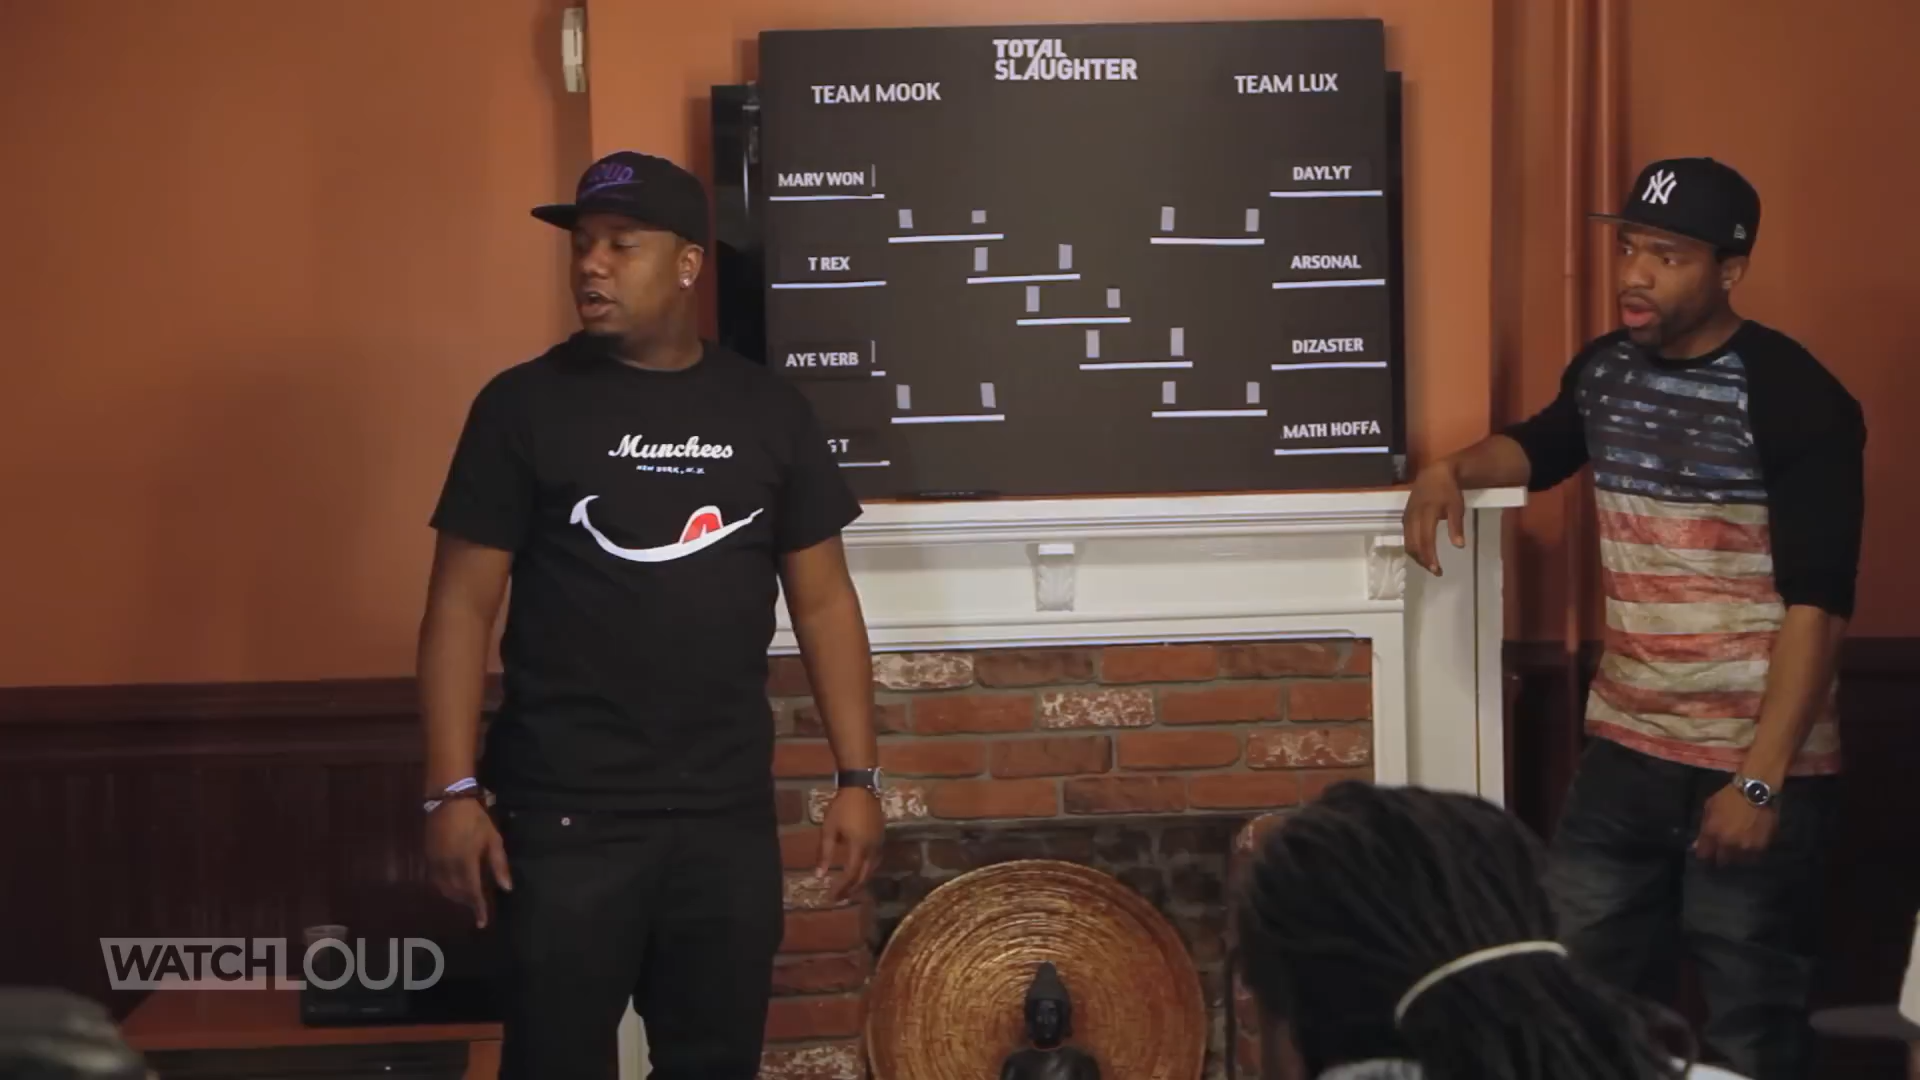 TOTAL
SLAUGHTER
TEAM MOOK
TEAM LUX
MARV WON
DAYLYT
T REX
ARSONAL
AYE VERB
DIZASTER
MATH HOFFA
LOUD
NY
Munchees
NEW YORK, N.Y.
WATCHLOUD